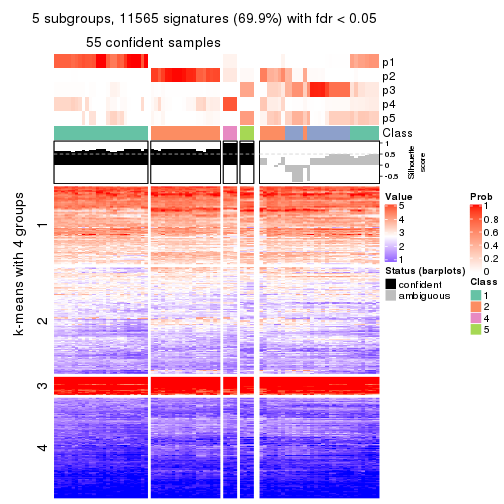 5 subgroups, 11565 signatures (69.9%) with fdr < 0.05
55 confident samples
p1
p2
p3
p4
p5
Class
1
0.5
0
-0.5
Silhouette
score
k-means with 4 groups
1
2
3
4
Value
5
4
3
2
1
Status (barplots)
confident
ambiguous
Prob
1
0.8
0.6
0.4
0.2
0
Class
1
2
4
5